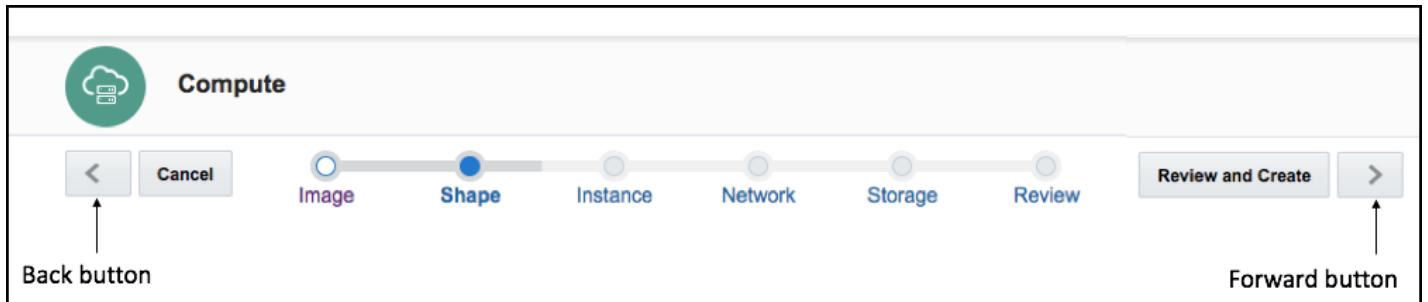 Compute
Cancel
Image
Shape
Instance
Network
Storage
Review
Review and Create
Back button
Forward button